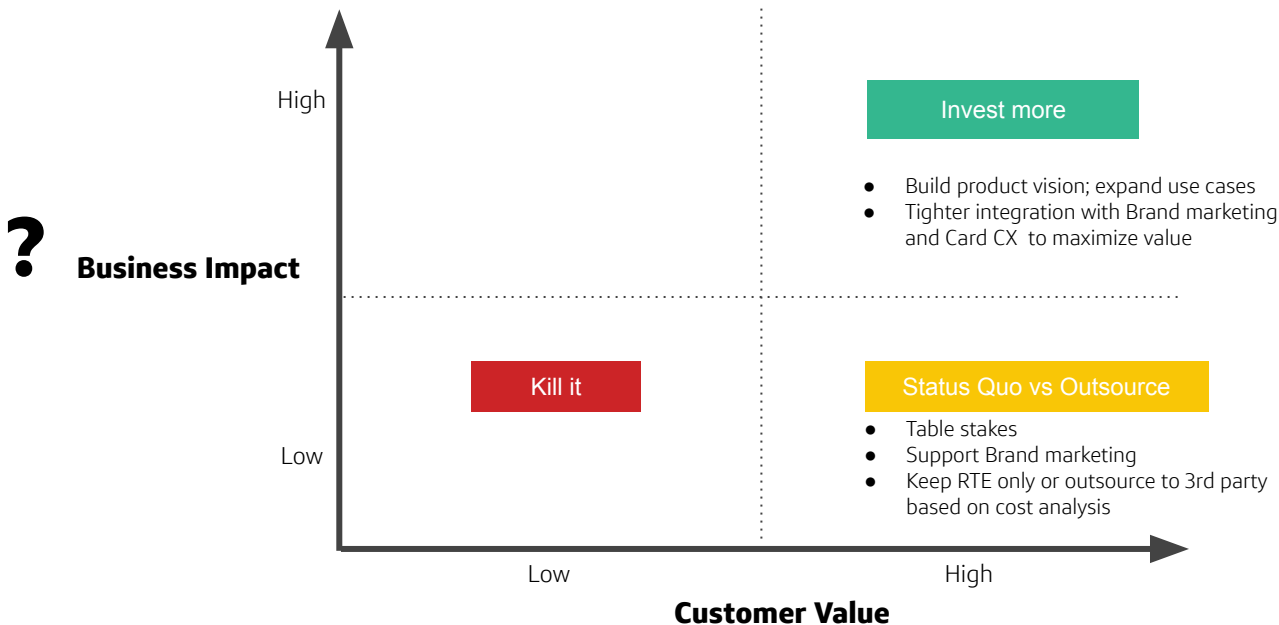 High
Invest more
● Build product vision; expand use cases
● Tighter integration with Brand marketing
and Card CX to maximize value
?
Business Impact
Kill it
Status Quo vs Outsource
● Table stakes
● Support Brand marketing
● Keep RTE only or outsource to 3rd party
based on cost analysis
Low
Low
High
Customer Value